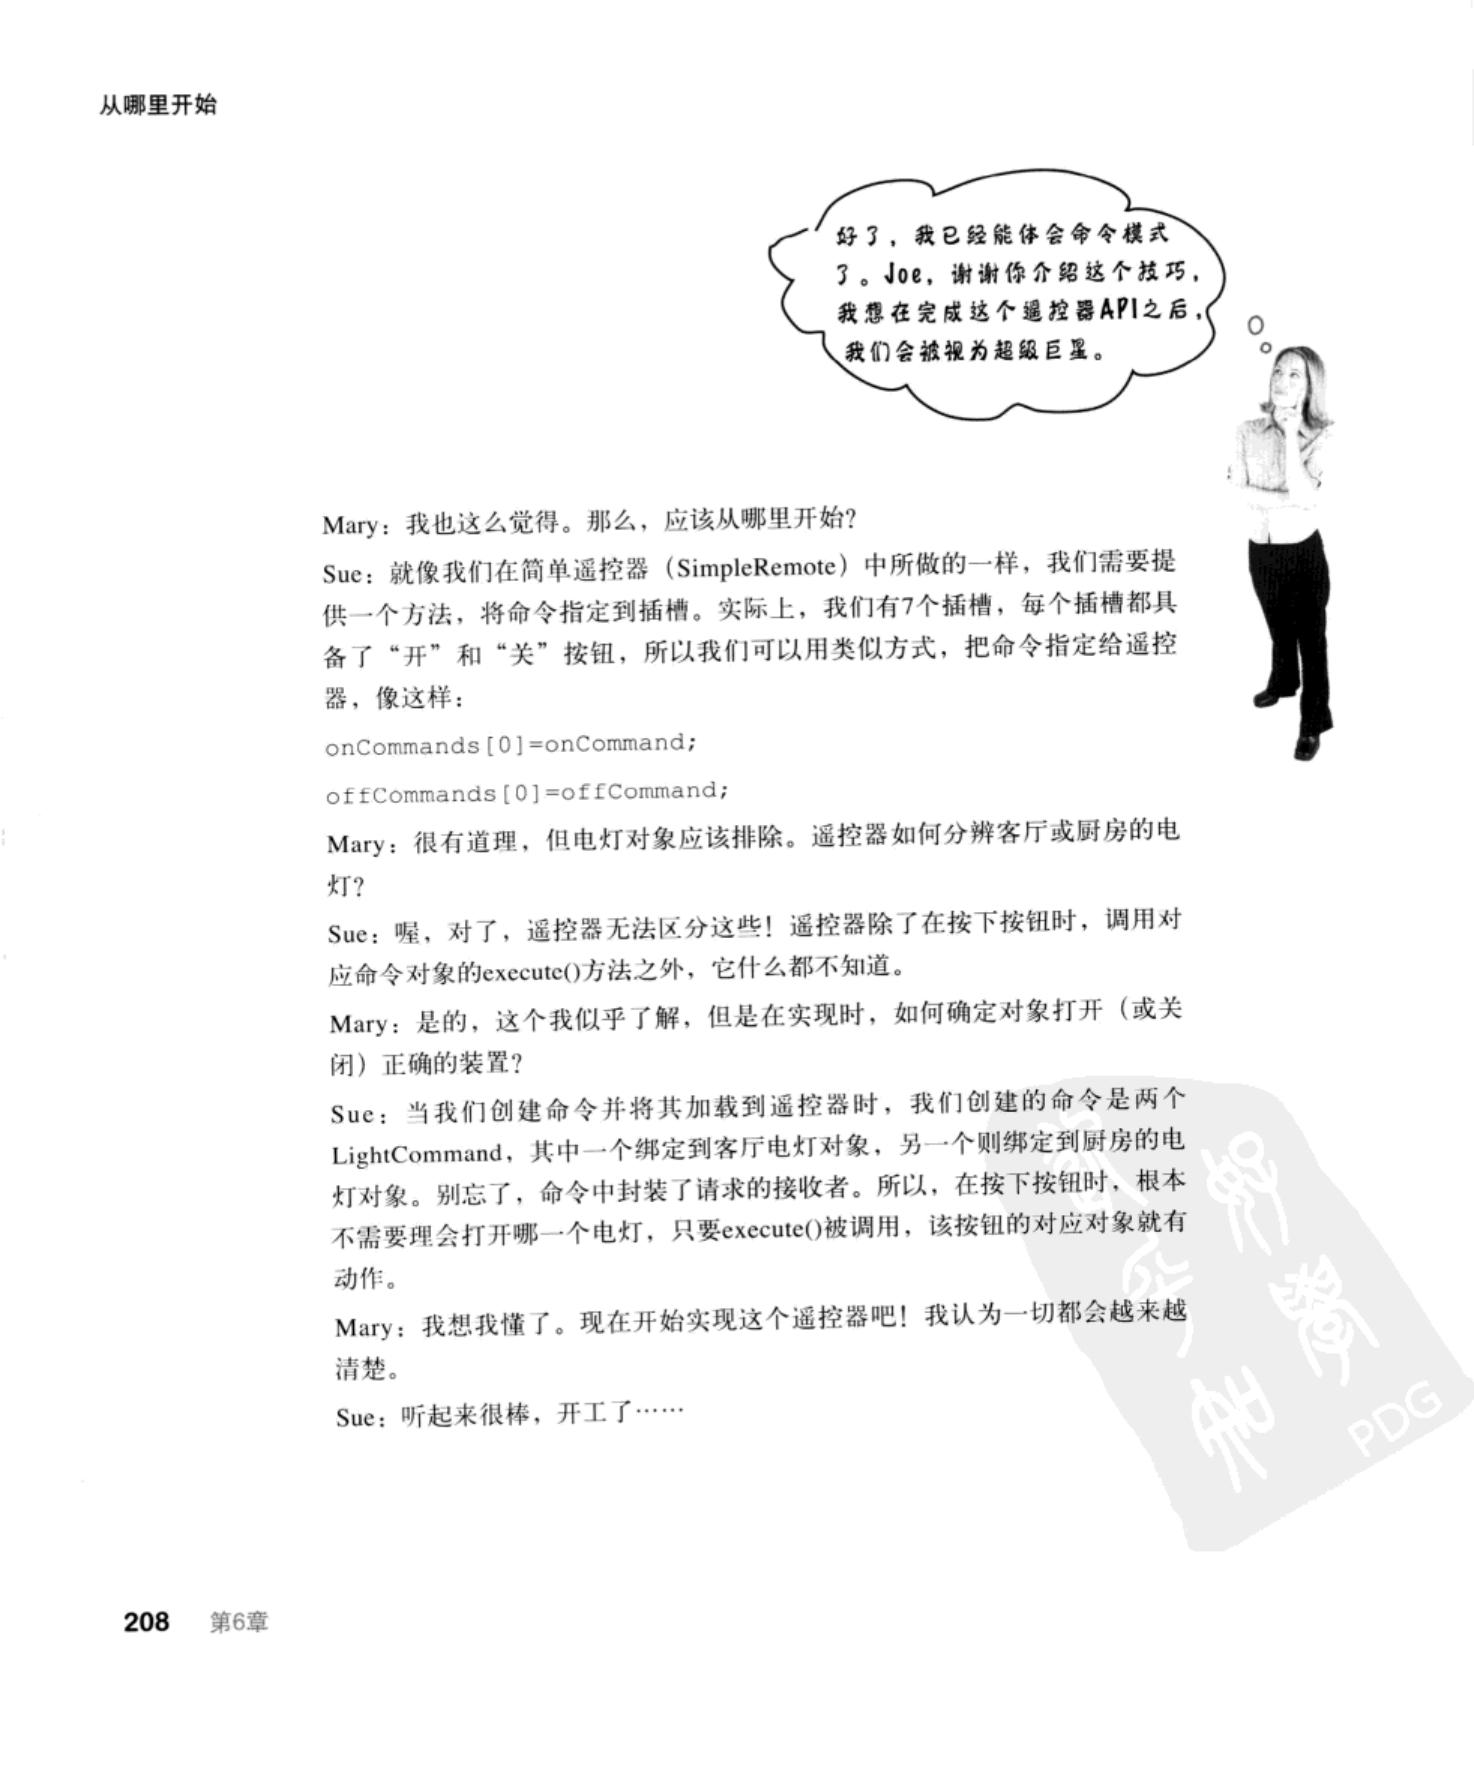 从哪里开始
好了，我已经能体会命令模式
了。Joe，谢谢你介绍这个技巧，
我想在完成这个遥控器API之后，
我们会被视为超级巨星。
Mary：我也这么觉得。那么，应该从哪里开始？
Sue：就像我们在简单遥控器（SimpleRemote）中所做的一样，我们需要提
供一个方法，将命令指定到插槽。实际上，我们有7个插槽，每个插槽都具
备了“开”和“关”按钮，所以我们可以用类似方式，把命令指定给遥控
器，像这样：
onCommands[0]=onCommand;
offCommands[0]=offCommand;
Mary：很有道理，但电灯对象应该排除。遥控器如何分辨客厅或厨房的电
灯？
Sue：喔，对了，遥控器无法区分这些！遥控器除了在按下按钮时，调用对
应命令对象的execute()方法之外，它什么都不知道。
Mary：是的，这个我似乎了解，但是在实现时，如何确定对象打开（或关
闭）正确的装置？
Sue：当我们创建命令并将其加载到遥控器时，我们创建的命令是两个
LightCommand，其中一个绑定到客厅电灯对象，另一个则绑定到厨房的电
灯对象。别忘了，命令中封装了请求的接收者。所以，在按下按钮时，根本
不需要理会打开哪一个电灯，只要execute()被调用，该按钮的对应对象就有
动作。
Mary：我想我懂了。现在开始实现这个遥控器吧！我认为一切都会越来越
清楚。
Sue：听起来很棒，开工了……
PDG
208 第6章